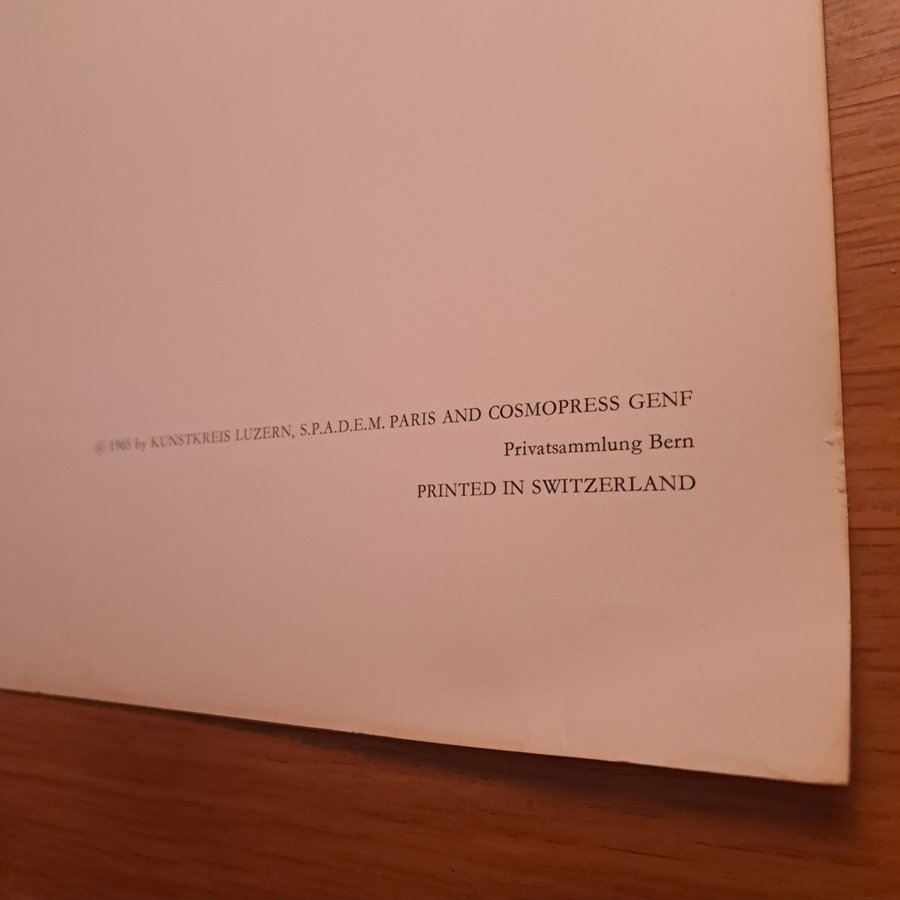 © 1965 by KUNSTKREIS LUZERN, S.P.A.D.E.M. PARIS AND COSMOPRESS GENF
Privatsammlung Bern
PRINTED IN SWITZERLAND